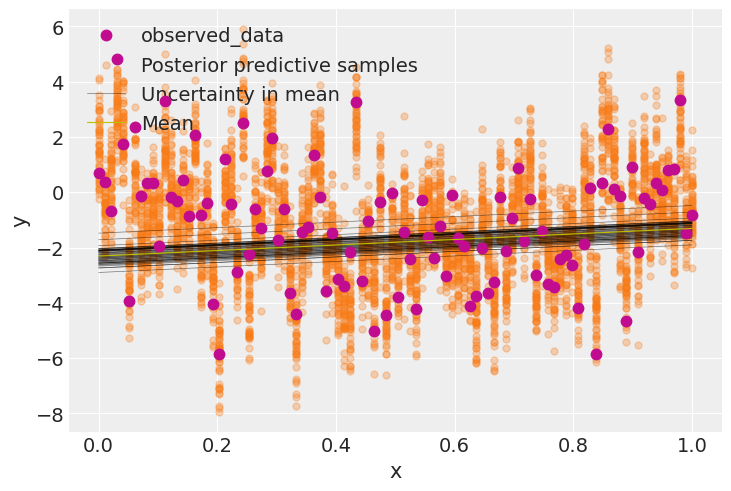 observed_data
Posterior predictive samples
Uncertainty in mean
Mean
6
4
2
0
−2
−4
−6
−8
y
0.0 0.2 0.4 0.6 0.8 1.0
x